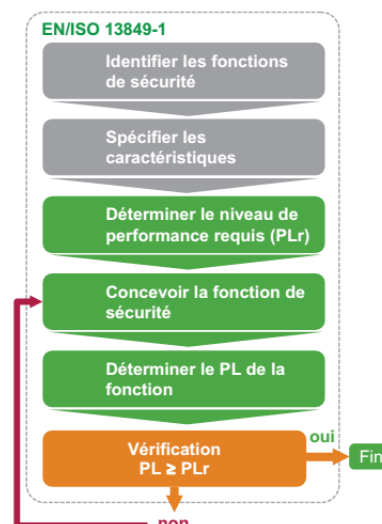 EN/ISO 13849-1
Identifier les fonctions
de sécurité
Spécifier les
caractéristiques
Déterminer le niveau de
performance requis (PLr)
Concevoir la fonction de
sécurité
Déterminer le PL de la
fonction
Vérification
PL ≥ PLr
oui
Fin
non